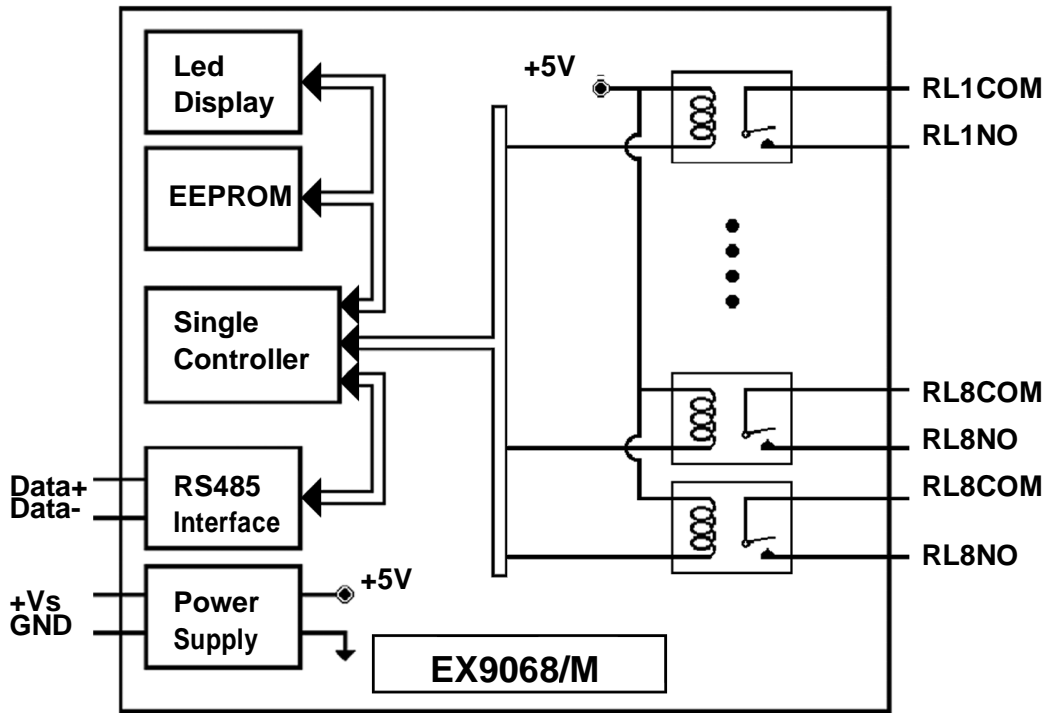 Led
Display
+5V
RL1COM
RL1NO
EEPROM
Single
Controller
RL8COM
RL8NO
RL8COM
RL8NO
Data+
Data-
RS485
Interface
+Vs
GND
Power
Supply
+5V
EX9068/M